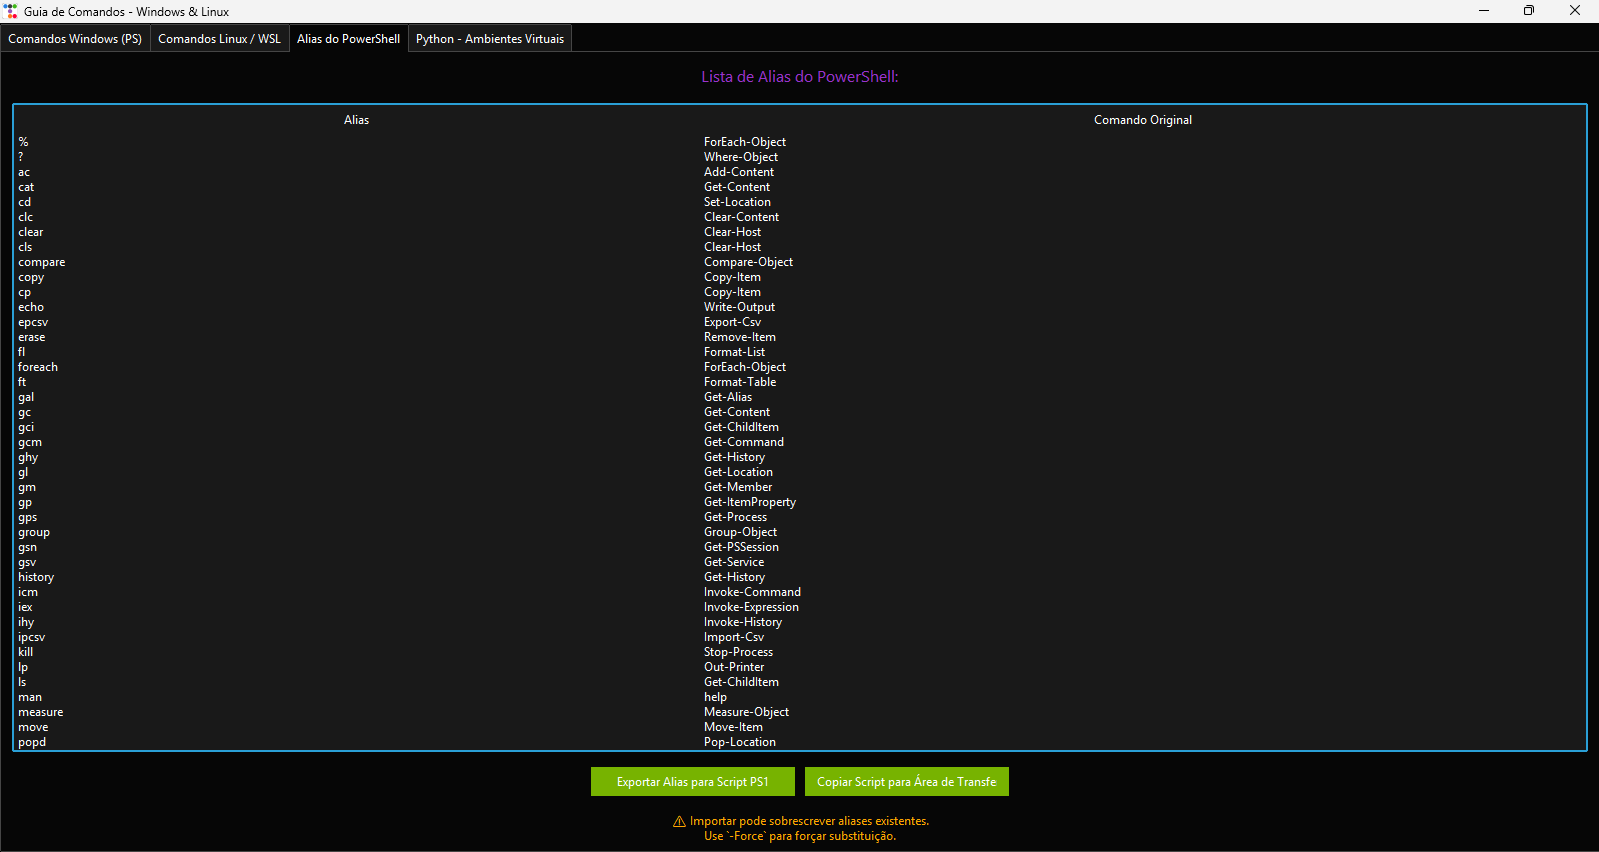 Guia de Comandos - Windows & Linux
Comandos Windows (PS) Comandos Linux / WSL Alias do PowerShell Python - Ambientes Virtuais
Lista de Alias do PowerShell:
Alias Comando Original
% ForEach-Object
? Where-Object
ac Add-Content
cat Get-Content
cd Set-Location
clc Clear-Content
clear Clear-Host
cls Clear-Host
compare Compare-Object
copy Copy-Item
cp Copy-Item
echo Write-Output
epcsv Export-Csv
erase Remove-Item
fl Format-List
foreach ForEach-Object
ft Format-Table
gal Get-Alias
gc Get-Content
gci Get-ChildItem
gcm Get-Command
ghy Get-History
gl Get-Location
gm Get-Member
gp Get-ItemProperty
gps Get-Process
group Group-Object
gsn Get-PSSession
gsv Get-Service
history Get-History
icm Invoke-Command
iex Invoke-Expression
ihy Invoke-History
ipcsv Import-Csv
kill Stop-Process
lp Out-Printer
ls Get-ChildItem
man help
measure Measure-Object
move Move-Item
popd Pop-Location
Exportar Alias para Script PS1 Copiar Script para Área de Transfe
⚠ Importar pode sobrescrever aliases existentes.
Use `-Force` para forçar substituição.